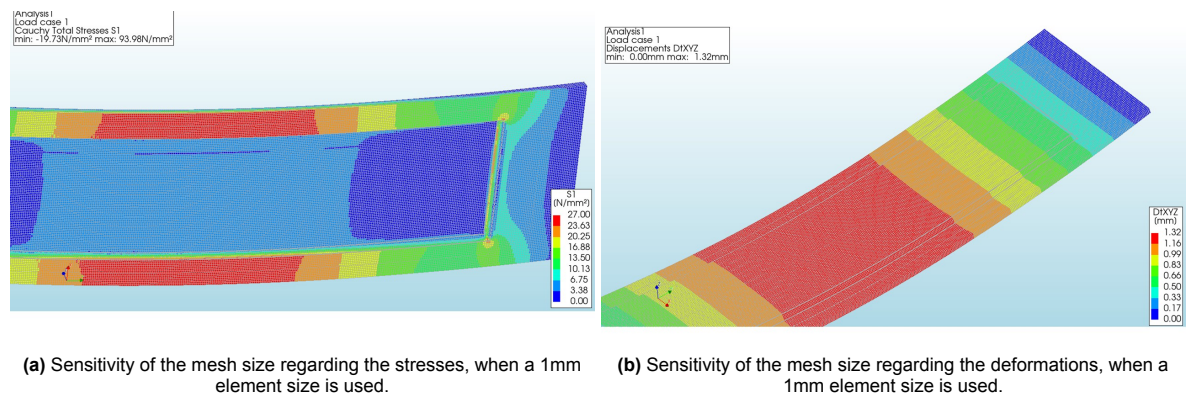 Analysis1
Load case 1
Cauchy Total Stresses S1
min: -19.73N/mm² max: 93.98N/mm²
S1
(N/mm²)
27.00
23.63
20.25
16.88
13.50
10.13
6.75
3.38
0.00
Analysis1
Load case 1
Displacements DtXYZ
min: 0.00mm max: 1.32mm
DtXYZ
(mm)
1.32
1.16
0.99
0.83
0.66
0.50
0.33
0.17
0.00
(a) Sensitivity of the mesh size regarding the stresses, when a 1mm
element size is used.
(b) Sensitivity of the mesh size regarding the deformations, when a
1mm element size is used.